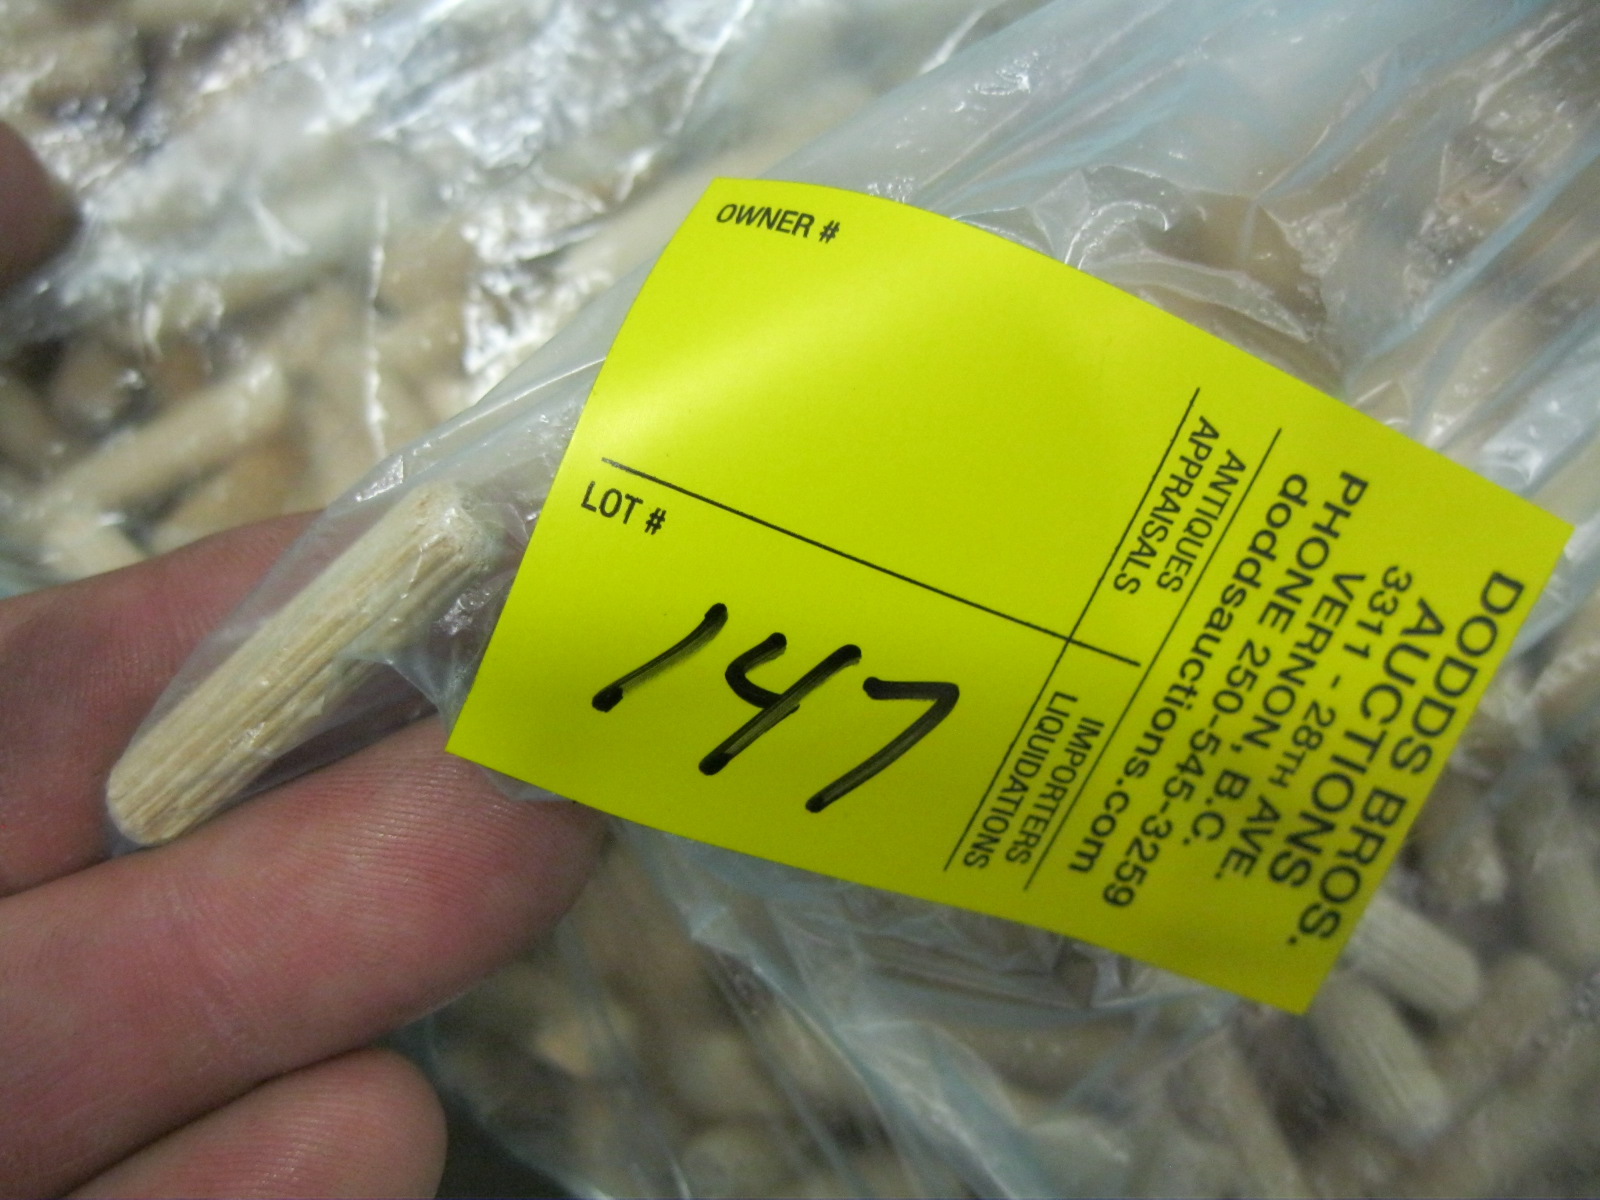 OWNER #
LOT #
147
ANTIQUES
APPRAISALS
IMPORTERS
LIQUIDATIONS
DODDS BROS.
AUCTIONS
3311 - 28TH AVE.
VERNON, B.C.
PHONE 250-545-3259
doddsauctions.com